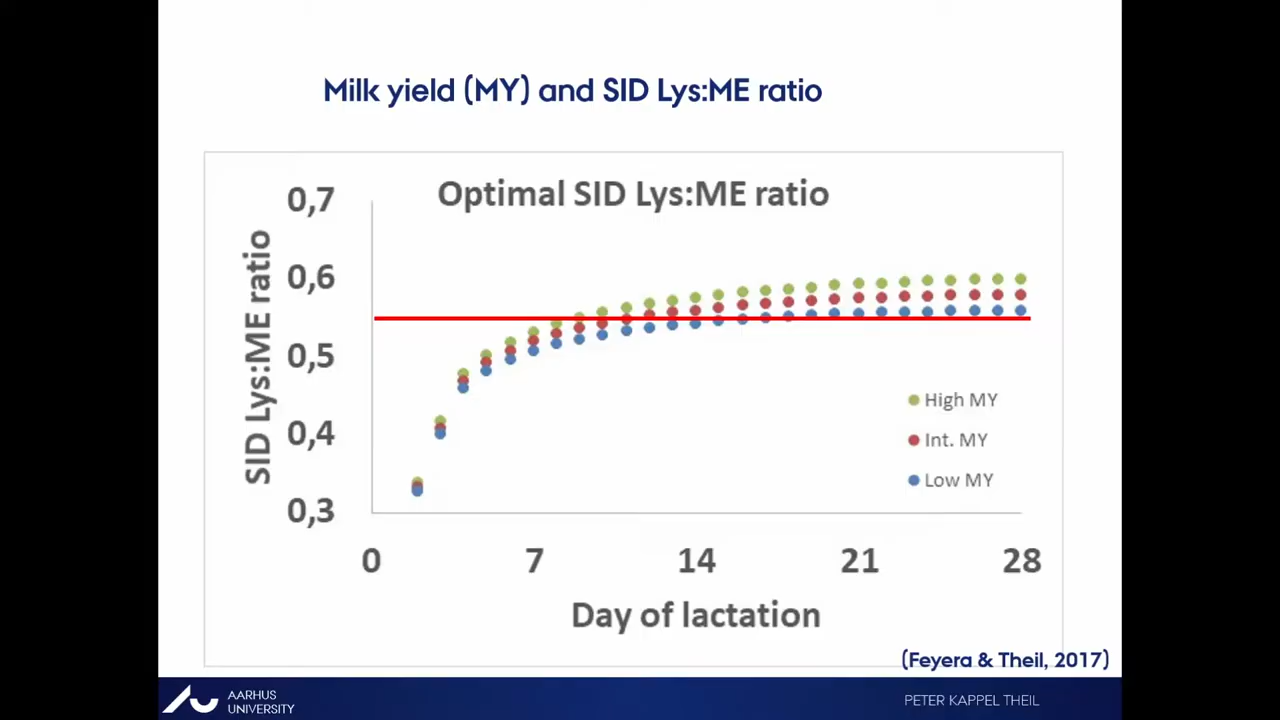 Milk yield (MY) and SID Lys:ME ratio
Optimal SID Lys:ME ratio
SID Lys:ME ratio
0,7
0,6
0,5
0,4
0,3
High MY
Int. MY
Low MY
0 7 14 21 28
Day of lactation
(Feyera & Theil, 2017)
AARHUS
UNIVERSITY
PETER KAPPEL THEIL